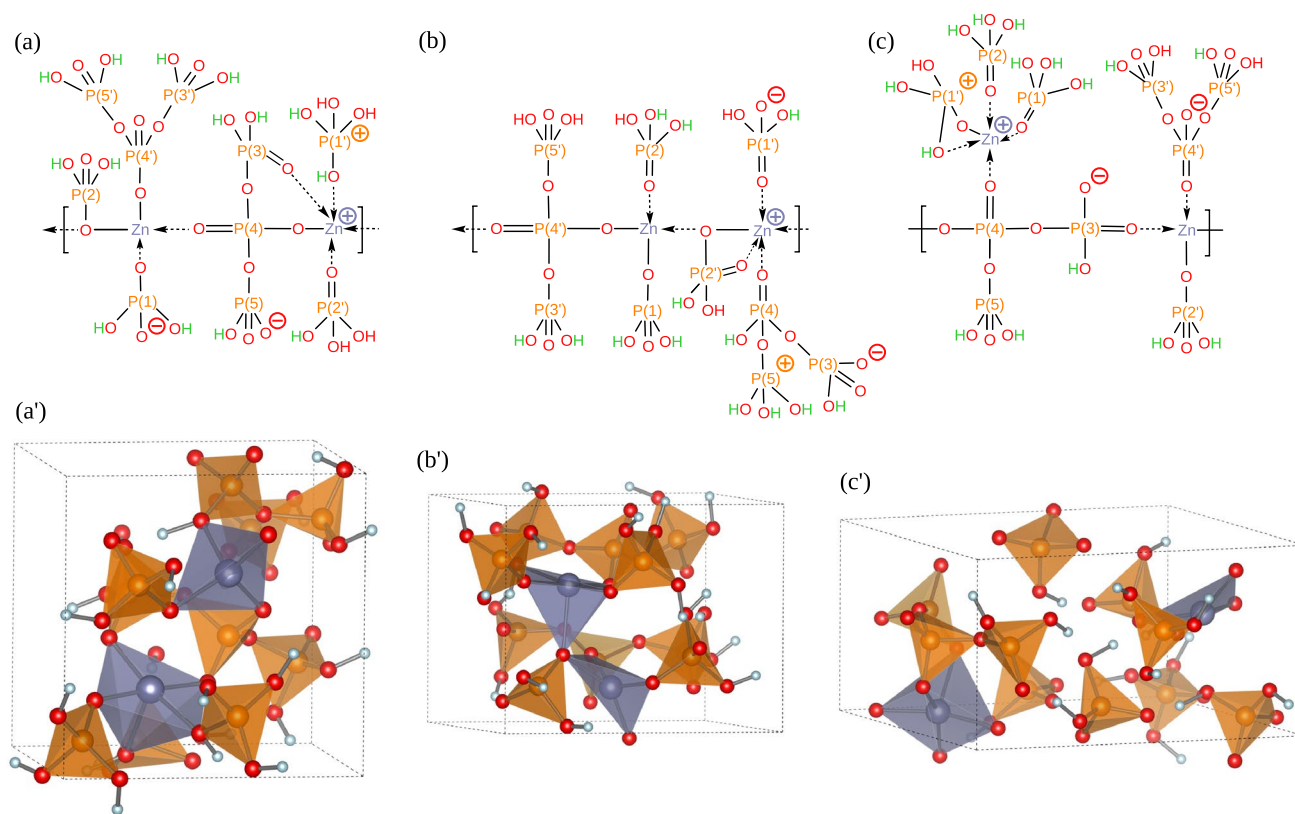 (a)
(b)
(c)
HO O OH
P(5')
OH O OH
P(3')
O
O
O
P(4')
HO O OH
P(2)
O
O
Zn
O
P(1)
HO O OH
HO OH
P(3)
O
O
O P(4) O
O
P(5)
HO O O
HO HO OH
P(1')
HO
Zn
O
P(2')
HO OH OH
HO O OH
P(5')
O
O P(4') O
O
P(3')
HO O OH
HO OH OH
P(2)
O
Zn
O
P(1)
HO O OH
HO O OH
P(1')
O
O Zn
P(2') O
HO OH
O
P(4)
HO O O
P(5)
HO OH OH
P(3) O
O
OH
HO HO OH
P(2)
O
HO
P(1')
O
HO
HO OH OH
P(1)
O
Zn
O
O P(4) O P(3) O Zn
O
HO
O
P(5)
HO O OH
HO O OH
P(3')
HO O OH
P(5')
O O O
P(4')
O
O
P(2')
HO O OH
(a')
(b')
(c')